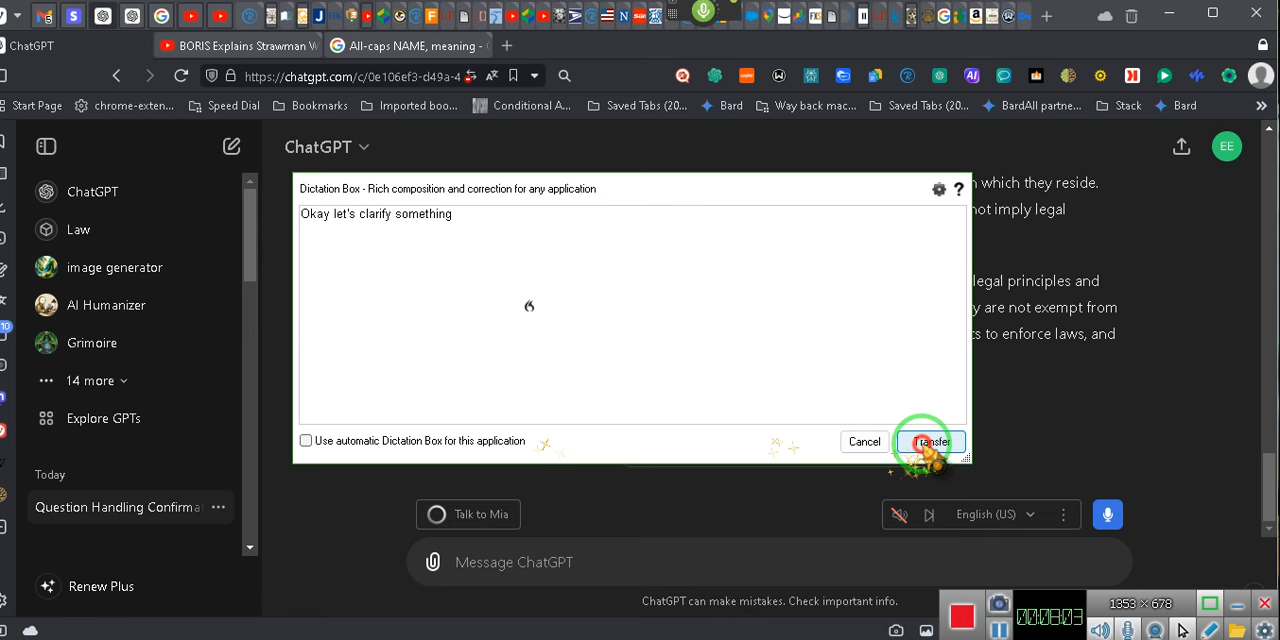 ChatGPT
BORIS Explains Strawman W
All-caps NAME, meaning -
https://chatgpt.com/c/0e106ef3-d49a-4
Start Page
chrome-exten...
Speed Dial
Bookmarks
Imported boo...
Conditional A...
Saved Tabs (20...
Bard
Way back mac...
Saved Tabs (20...
BardAll partne...
Stack
Bard
ChatGPT
EE
ChatGPT
Law
image generator
AI Humanizer
Grimoire
14 more
Explore GPTs
Today
Question Handling Confirma
Renew Plus
10
n which they reside.
not imply legal
legal principles and
y are not exempt from
ts to enforce laws, and
Dictation Box - Rich composition and correction for any application
?
Okay let's clarify something
Use automatic Dictation Box for this application
Cancel
Transfer
Talk to Mia
English (US)
Message ChatGPT
ChatGPT can make mistakes. Check important info.
1353 × 678